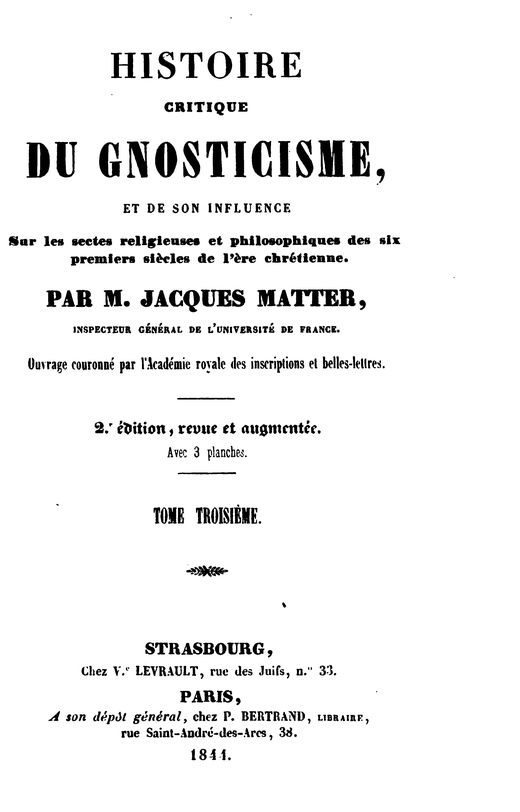 HISTOIRE
CRITIQUE
DU GNOSTICISME,
ET DE SON INFLUENCE
Sur les sectes religieuses et philosophiques des six
premiers siècles de l'ère chrétienne.
PAR M. JACQUES MATTER,
INSPECTEUR GÉNÉRAL DE L'UNIVERSITÉ DE FRANCE.
Ouvrage couronné par l'Académie royale des inscriptions et belles-lettres.
2.e édition, revue et augmentée.
Avec 3 planches.
TOME TROISIÈME.
STRASBOURG,
Chez V.e LEVRAULT, rue des Juifs, n.° 33.
PARIS,
A son dépôt général, chez P. BERTRAND, LIBRAIRE,
rue Saint-André-des-Arcs, 38.
1844.